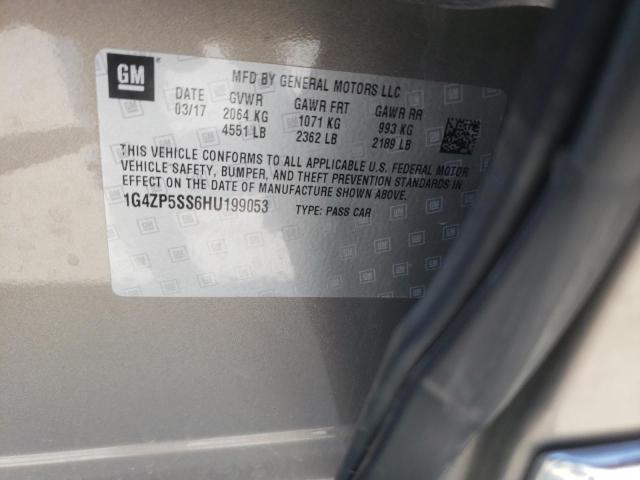 GM
MFD BY GENERAL MOTORS LLC
DATE GVWR GAWR FRT GAWR RR
03/17 2064 KG 1071 KG 993 KG
4551 LB 2362 LB 2189 LB
THIS VEHICLE CONFORMS TO ALL APPLICABLE U.S. FEDERAL MOTOR
VEHICLE SAFETY, BUMPER, AND THEFT PREVENTION STANDARDS IN
EFFECT ON THE DATE OF MANUFACTURE SHOWN ABOVE.
1G4ZP5SS6HU199053 TYPE: PASS CAR